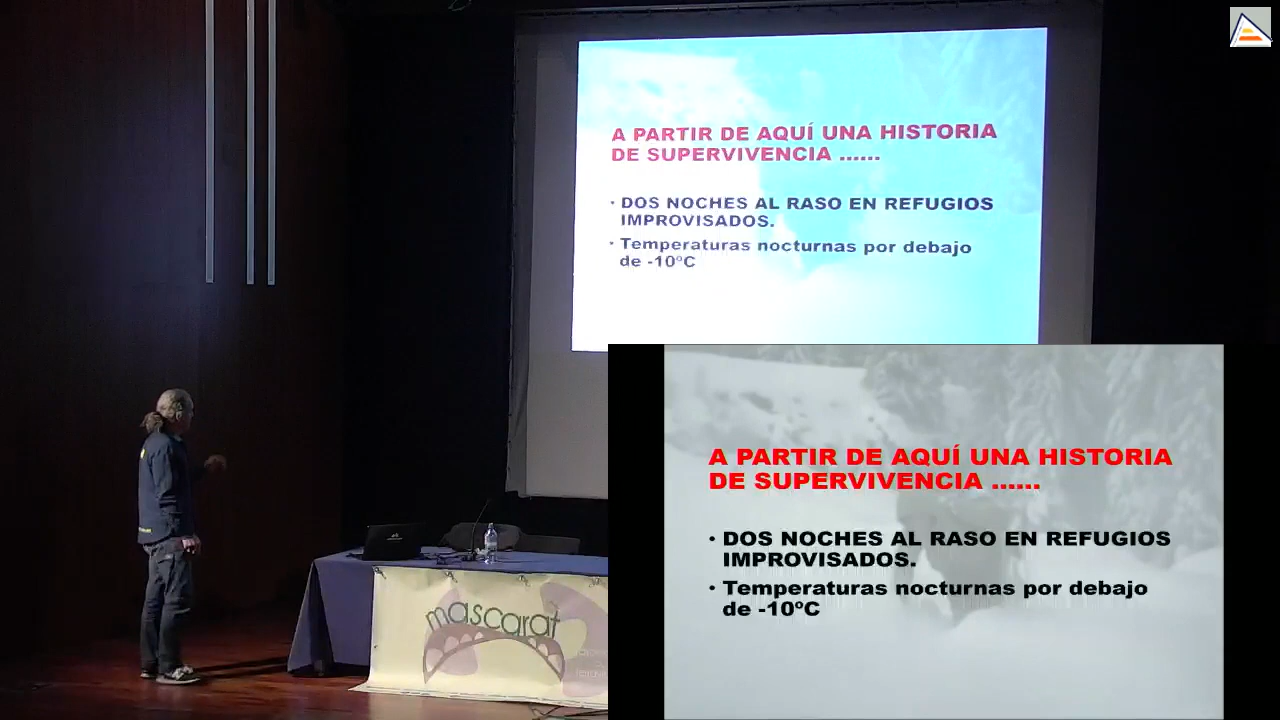 A PARTIR DE AQUÍ UNA HISTORIA
DE SUPERVIVENCIA ......
• DOS NOCHES AL RASO EN REFUGIOS
IMPROVISADOS.
• Temperaturas nocturnas por debajo
de -10ºC
mascarat
A PARTIR DE AQUÍ UNA HISTORIA
DE SUPERVIVENCIA ......
• DOS NOCHES AL RASO EN REFUGIOS
IMPROVISADOS.
• Temperaturas nocturnas por debajo
de -10ºC